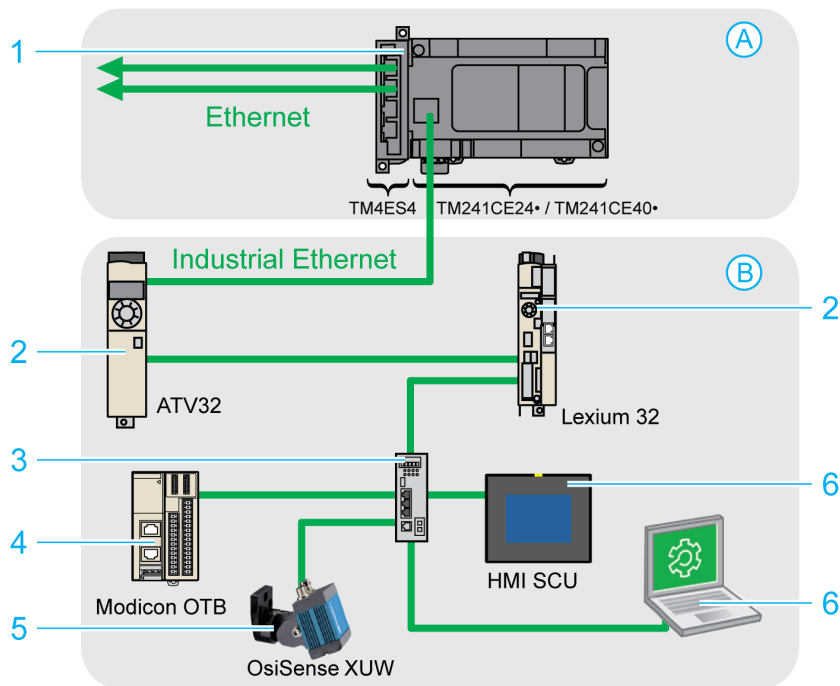 1
A
Ethernet
TM4ES4
TM241CE24• / TM241CE40•
Industrial Ethernet
B
2
2
ATV32
Lexium 32
3
6
4
HMI SCU
Modicon OTB
6
5
OsiSense XUW